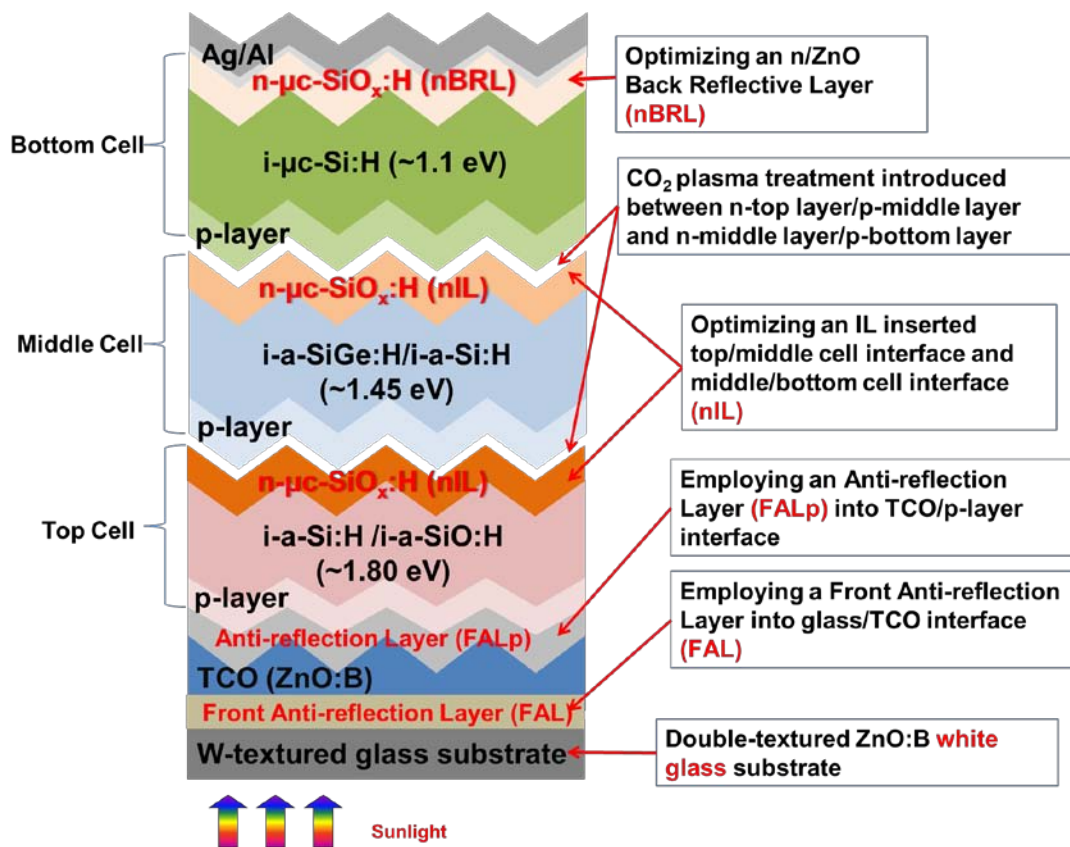 Ag/Al
n-µc-SiOₓ:H (nBRL)
Bottom Cell
i-µc-Si:H (~1.1 eV)
p-layer
n-µc-SiOₓ:H (nIL)
Middle Cell
i-a-SiGe:H/i-a-Si:H
(~1.45 eV)
p-layer
n-µc-SiOₓ:H (nIL)
Top Cell
i-a-Si:H /i-a-SiO:H
(~1.80 eV)
p-layer
Anti-reflection Layer (FALp)
TCO (ZnO:B)
Front Anti-reflection Layer (FAL)
W-textured glass substrate
Sunlight
Optimizing an n/ZnO
Back Reflective Layer
(nBRL)
CO₂ plasma treatment introduced
between n-top layer/p-middle layer
and n-middle layer/p-bottom layer
Optimizing an IL inserted
top/middle cell interface and
middle/bottom cell interface
(nIL)
Employing an Anti-reflection
Layer (FALp) into TCO/p-layer
interface
Employing a Front Anti-reflection
Layer into glass/TCO interface
(FAL)
Double-textured ZnO:B white
glass substrate